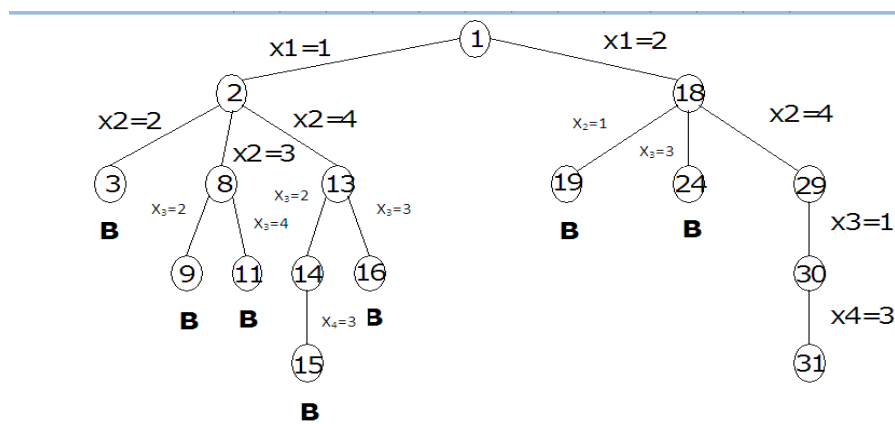 1
x1=1
x1=2
2
18
x2=2
x2=3
x2=4
X₂=1
X₃=3
x2=4
3
8
13
19
24
29
B
X₃=2
X₃=4
X₃=2
X₃=3
B
B
x3=1
9
11
14
16
30
B
B
X₄=3
B
x4=3
15
31
B